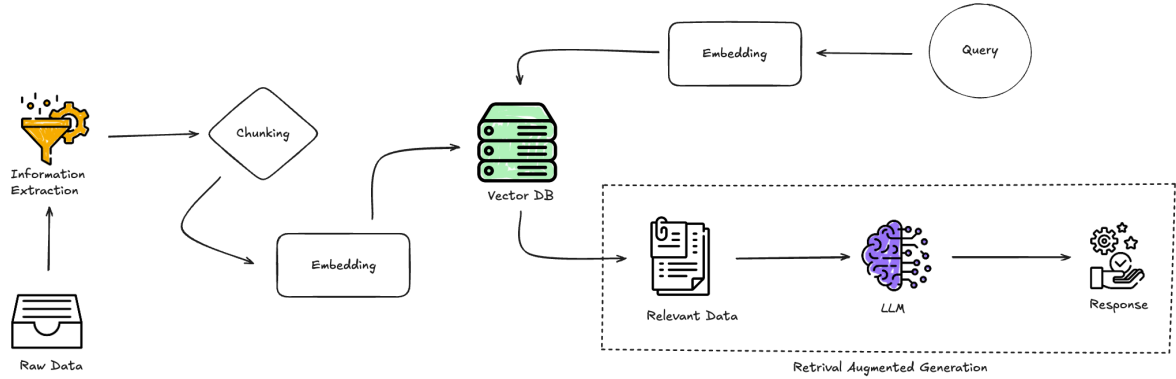 Embedding
Query
Chunking
Information
Extraction
Vector DB
Embedding
Relevant Data
LLM
Response
Raw Data
Retrival Augmented Generation